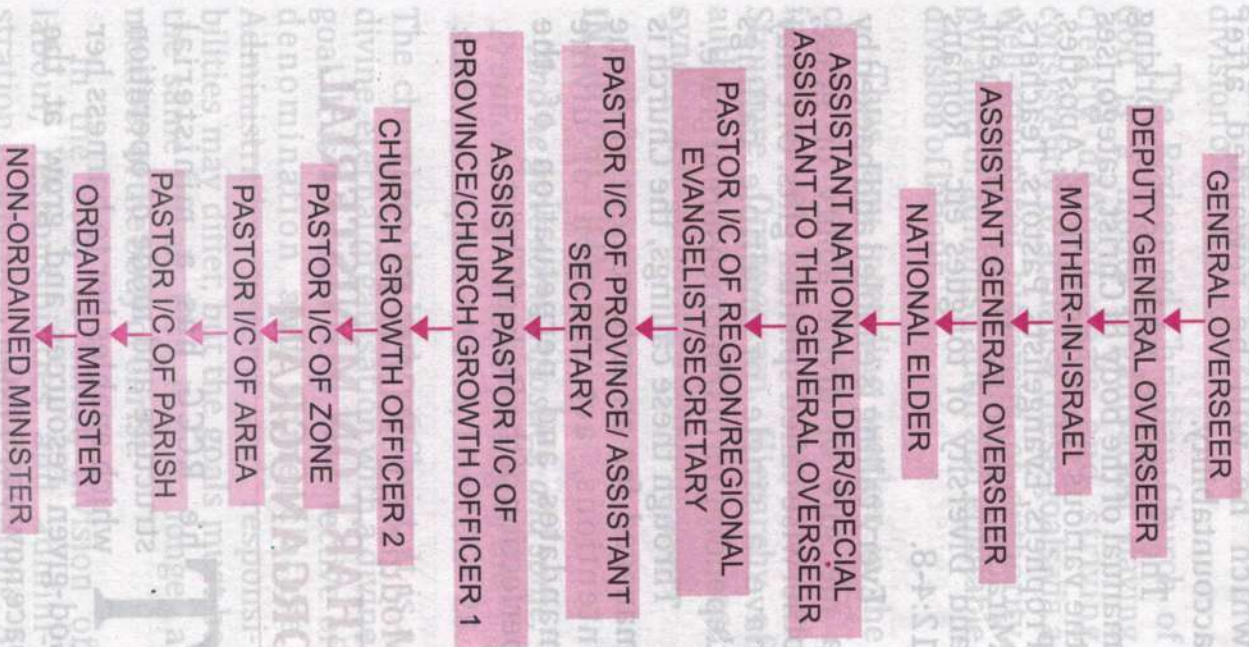 GENERAL OVERSEER
DEPUTY GENERAL OVERSEER
MOTHER-IN-ISRAEL
ASSISTANT GENERAL OVERSEER
NATIONAL ELDER
ASSISTANT NATIONAL ELDER/SPECIAL
ASSISTANT TO THE GENERAL OVERSEER
PASTOR I/C OF REGION/REGIONAL
EVANGELIST/SECRETARY
PASTOR I/C OF PROVINCE/ ASSISTANT
SECRETARY
ASSISTANT PASTOR I/C OF
PROVINCE/CHURCH GROWTH OFFICER 1
CHURCH GROWTH OFFICER 2
PASTOR I/C OF ZONE
PASTOR I/C OF AREA
PASTOR I/C OF PARISH
ORDAINED MINISTER
NON-ORDAINED MINISTER